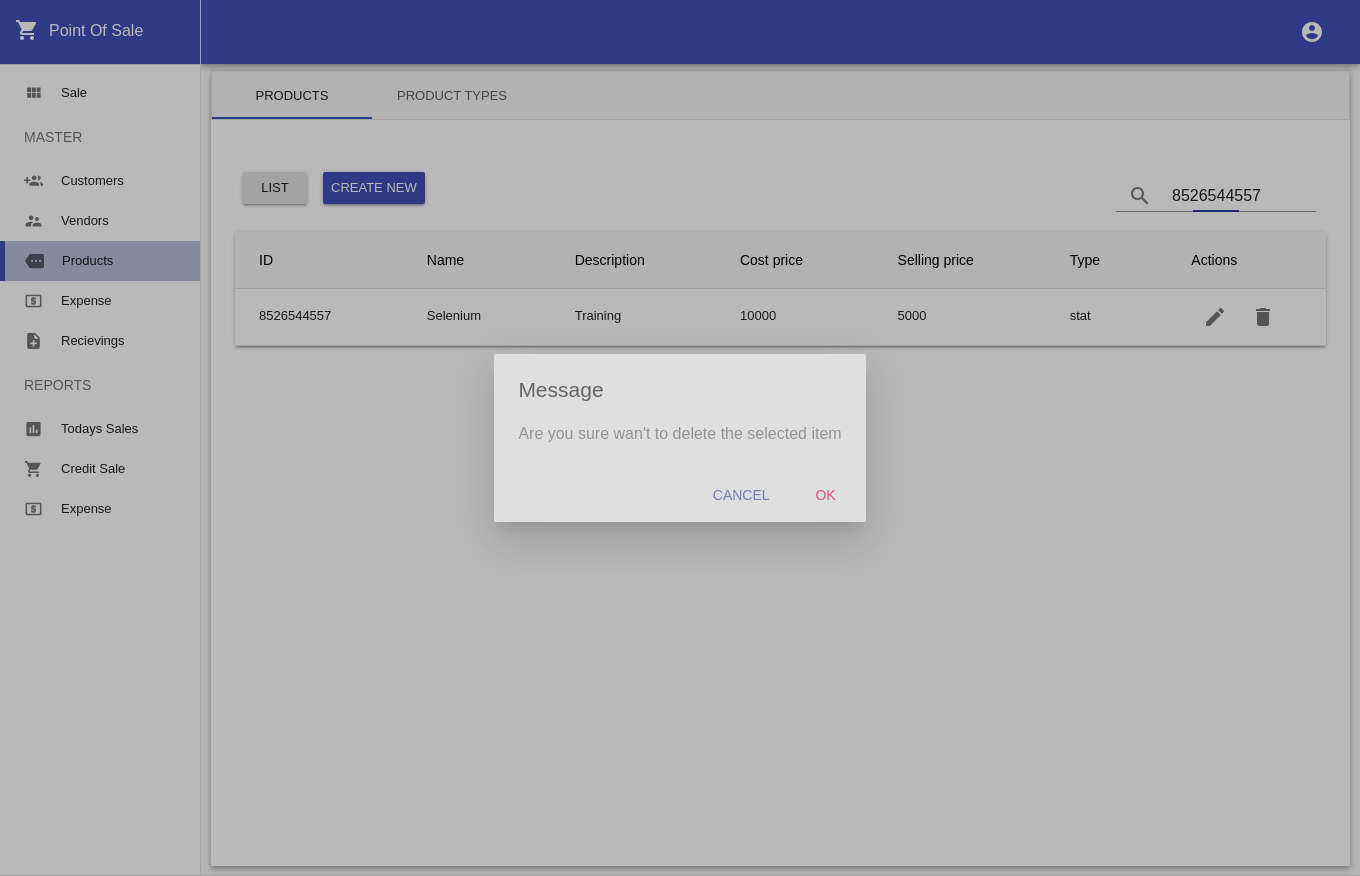 Point Of Sale
Sale
MASTER
Customers
Vendors
Products
Expense
Recievings
REPORTS
Todays Sales
Credit Sale
Expense
PRODUCTS PRODUCT TYPES
LIST CREATE NEW 8526544557
ID Name Description Cost price Selling price Type Actions
8526544557 Selenium Training 10000 5000 stat
Message
Are you sure wan't to delete the selected item
CANCEL OK